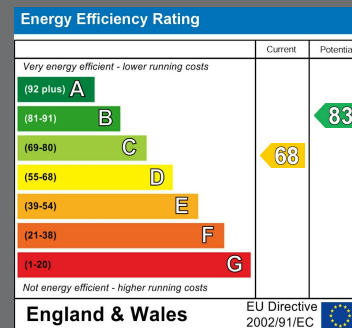 Energy Efficiency Rating
Current Potential
Very energy efficient - lower running costs
(92 plus) A
(81-91) B
83
(69-80) C
68
(55-68) D
(39-54) E
(21-38) F
(1-20) G
Not energy efficient - higher running costs
England & Wales
EU Directive
2002/91/EC